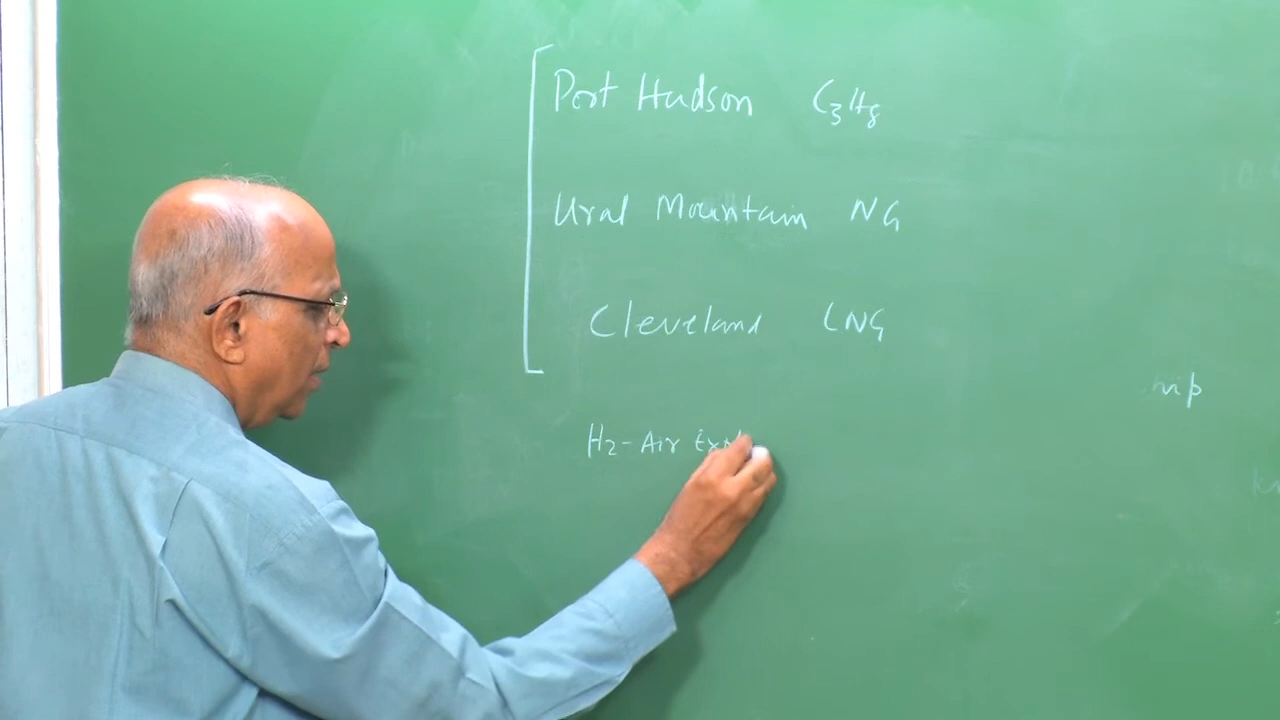 Port Hudson C3H8
Ural Mountain NG
Cleveland LNG
H2-Air